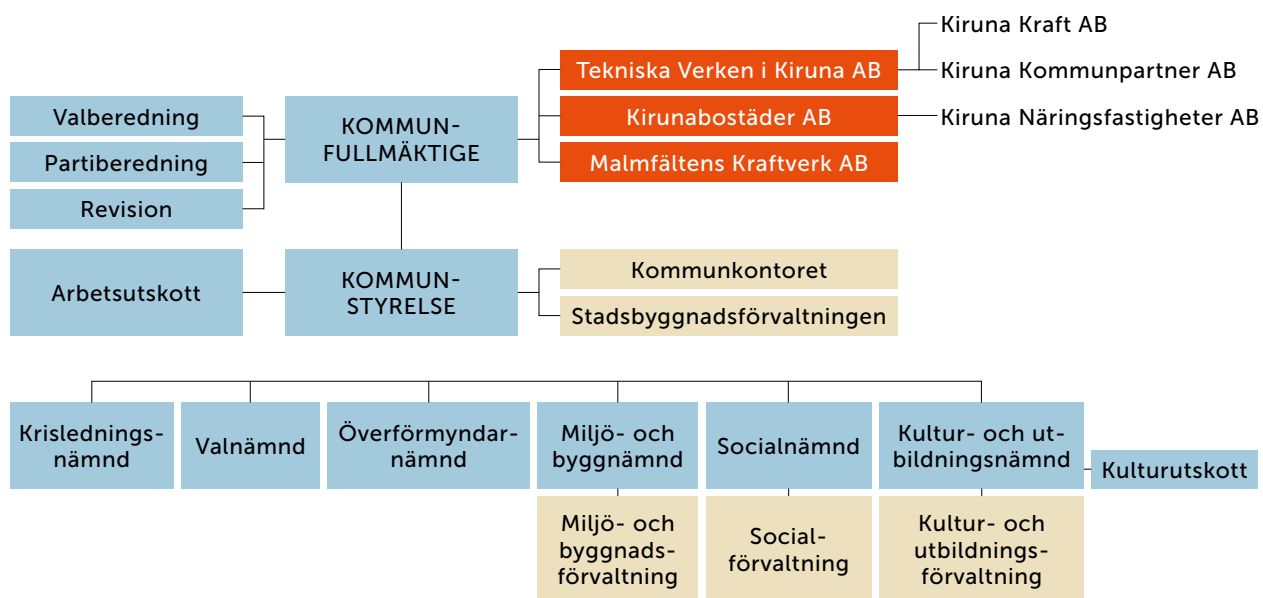 Kiruna Kraft AB
Tekniska Verken i Kiruna AB
Kiruna Kommunpartner AB
Valberedning
KOMMUN-
FULLMÄKTIGE
Kirunabostäder AB
Kiruna Näringsfastigheter AB
Partiberedning
Malmfältens Kraftverk AB
Revision
Arbetsutskott
KOMMUN-
STYRELSE
Kommunkontoret
Stadsbyggnadsförvaltningen
Krislednings-
nämnd
Valnämnd
Överförmyndar-
nämnd
Miljö- och
byggnämnd
Socialnämnd
Kultur- och ut-
bildningsnämnd
Kulturutskott
Miljö- och
byggnads-
förvaltning
Social-
förvaltning
Kultur- och
utbildnings-
förvaltning